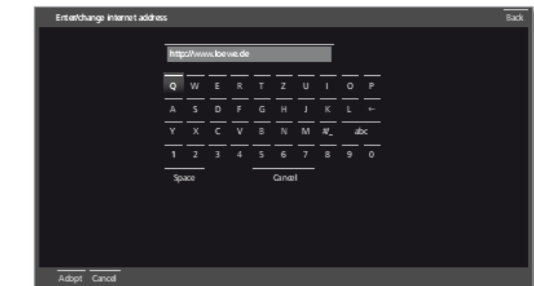 Enter/change internet address Back
http://www.loewe.de
Q W E R T Z U I O P
A S D F G H J K L ←
Y X C V B N M #/_ abc
1 2 3 4 5 6 7 8 9 0
Space Cancel
Adopt Cancel